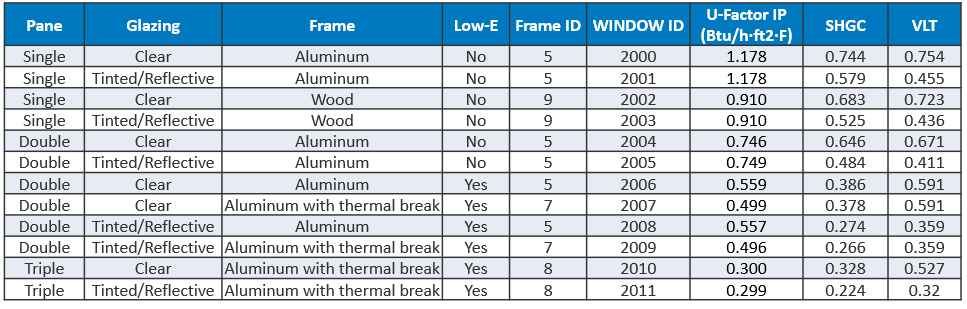 Pane Glazing Frame Low-E Frame ID WINDOW ID U-Factor IP (Btu/h·ft2·F) SHGC VLT
Single Clear Aluminum No 5 2000 1.178 0.744 0.754
Single Tinted/Reflective Aluminum No 5 2001 1.178 0.579 0.455
Single Clear Wood No 9 2002 0.910 0.683 0.723
Single Tinted/Reflective Wood No 9 2003 0.910 0.525 0.436
Double Clear Aluminum No 5 2004 0.746 0.646 0.671
Double Tinted/Reflective Aluminum No 5 2005 0.749 0.484 0.411
Double Clear Aluminum Yes 5 2006 0.559 0.386 0.591
Double Clear Aluminum with thermal break Yes 7 2007 0.499 0.378 0.591
Double Tinted/Reflective Aluminum Yes 5 2008 0.557 0.274 0.359
Double Tinted/Reflective Aluminum with thermal break Yes 7 2009 0.496 0.266 0.359
Triple Clear Aluminum with thermal break Yes 8 2010 0.300 0.328 0.527
Triple Tinted/Reflective Aluminum with thermal break Yes 8 2011 0.299 0.224 0.32